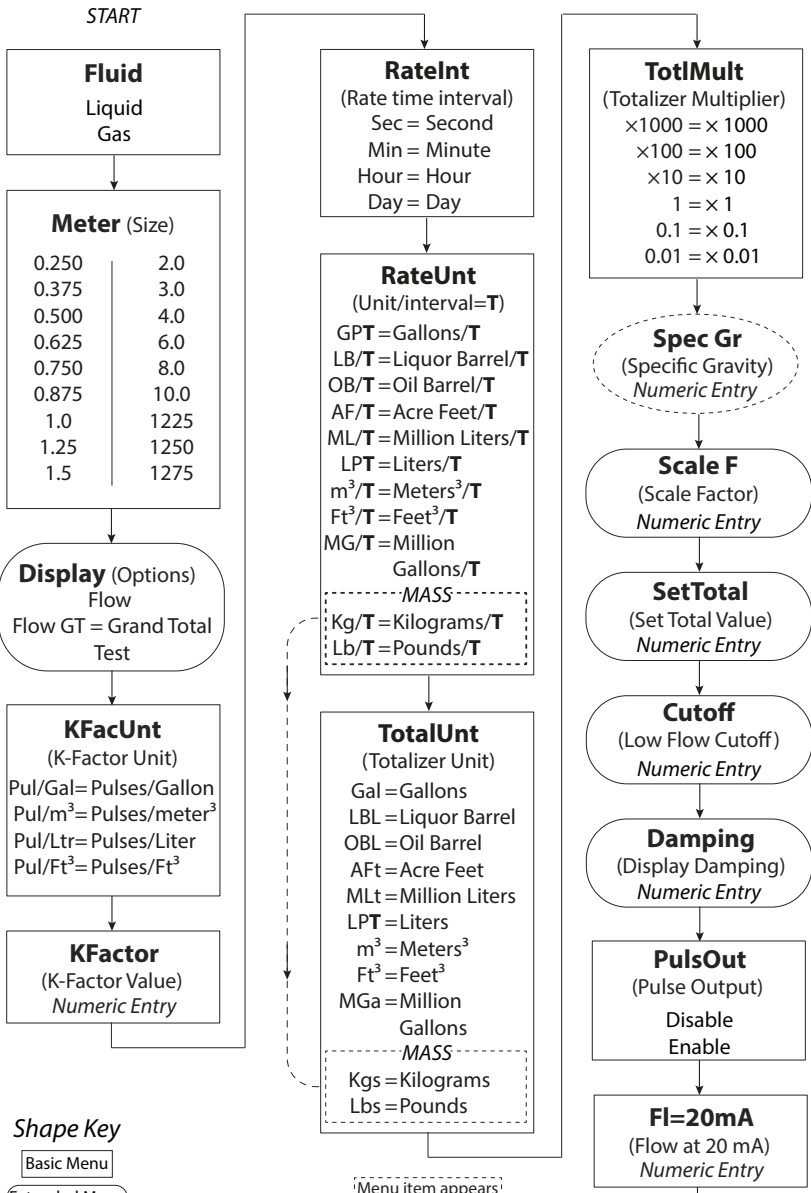 START
Fluid
Liquid
Gas
Meter (Size)
0.250 2.0
0.375 3.0
0.500 4.0
0.625 6.0
0.750 8.0
0.875 10.0
1.0 1225
1.25 1250
1.5 1275
Display (Options)
Flow
Flow GT = Grand Total
Test
KFacUnt
(K-Factor Unit)
Pul/Gal= Pulses/Gallon
Pul/m³= Pulses/meter³
Pul/Ltr= Pulses/Liter
Pul/Ft³= Pulses/Ft³
KFactor
(K-Factor Value)
Numeric Entry
Shape Key
Basic Menu
RateInt
(Rate time interval)
Sec = Second
Min = Minute
Hour = Hour
Day = Day
RateUnt
(Unit/interval=T)
GPT = Gallons/T
LB/T = Liquor Barrel/T
OB/T = Oil Barrel/T
AF/T = Acre Feet/T
ML/T = Million Liters/T
LPT = Liters/T
m³/T = Meters³/T
Ft³/T = Feet³/T
MG/T = Million
Gallons/T
MASS
Kg/T = Kilograms/T
Lb/T = Pounds/T
TotalUnt
(Totalizer Unit)
Gal = Gallons
LBL = Liquor Barrel
OBL = Oil Barrel
AFt = Acre Feet
MLt = Million Liters
LPT = Liters
m³ = Meters³
Ft³ = Feet³
MGa = Million
Gallons
MASS
Kgs = Kilograms
Lbs = Pounds
Menu item appears
TotlMult
(Totalizer Multiplier)
×1000 = × 1000
×100 = × 100
×10 = × 10
1 = × 1
0.1 = × 0.1
0.01 = × 0.01
Spec Gr
(Specific Gravity)
Numeric Entry
Scale F
(Scale Factor)
Numeric Entry
SetTotal
(Set Total Value)
Numeric Entry
Cutoff
(Low Flow Cutoff)
Numeric Entry
Damping
(Display Damping)
Numeric Entry
PulsOut
(Pulse Output)
Disable
Enable
Fl=20mA
(Flow at 20 mA)
Numeric Entry